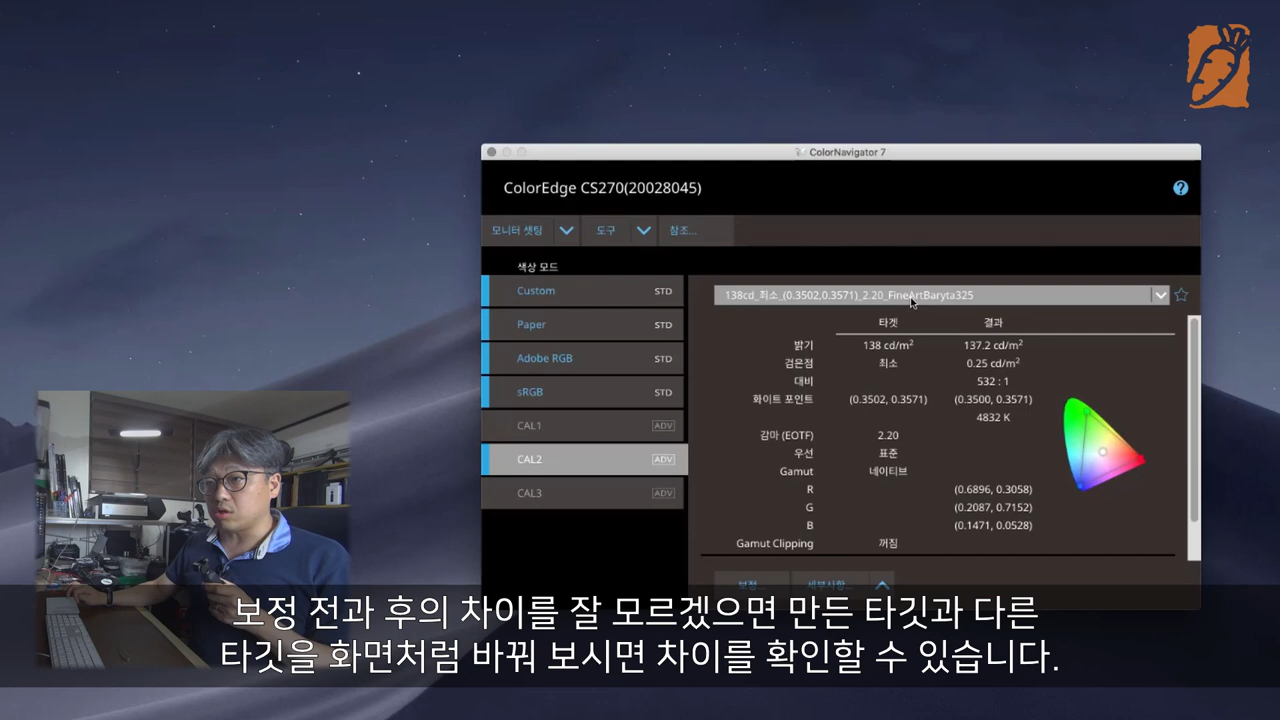 ColorNavigator 7
ColorEdge CS270(20028045)
?
모니터 셋팅 도구 참조...
색상 모드
Custom STD
Paper STD
Adobe RGB STD
sRGB STD
CAL1 ADV
CAL2 ADV
CAL3 ADV
138cd_최소_(0.3502,0.3571)_2.20_FineArtBaryta325
타겟 결과
밝기 138 cd/m² 137.2 cd/m²
검은점 최소 0.25 cd/m²
대비 532 : 1
화이트 포인트 (0.3502, 0.3571) (0.3500, 0.3571)
4832 K
감마 (EOTF) 2.20
우선 표준
Gamut 네이티브
R (0.6896, 0.3058)
G (0.2087, 0.7152)
B (0.1471, 0.0528)
Gamut Clipping 꺼짐
보정... 세부사항...
보정 전과 후의 차이를 잘 모르겠으면 만든 타깃과 다른
타깃을 화면처럼 바꿔 보시면 차이를 확인할 수 있습니다.